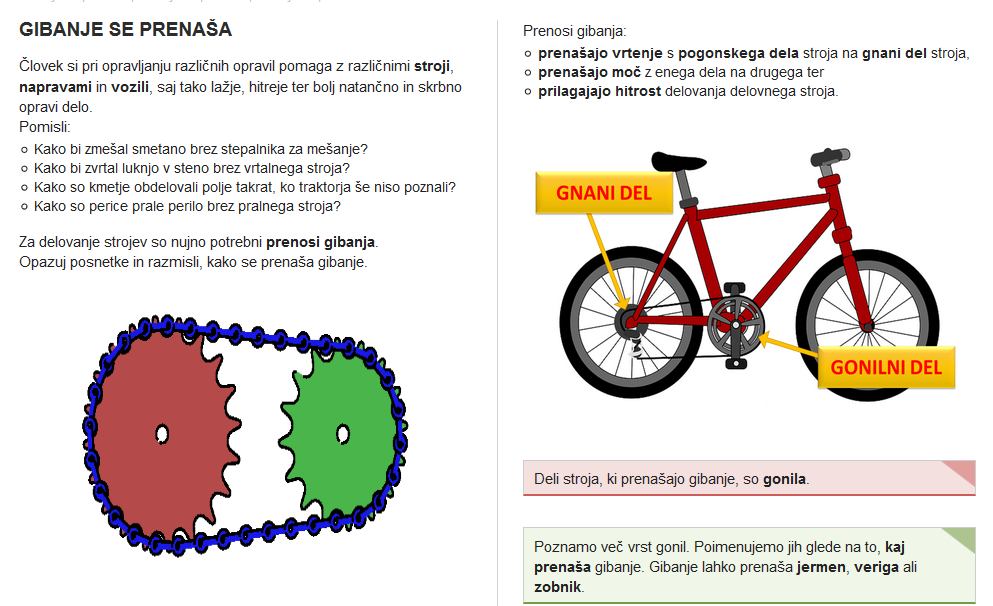 GIBANJE SE PRENAŠA
Človek si pri opravljanju različnih opravil pomaga z različnimi stroji,
napravami in vozili, saj tako lažje, hitreje ter bolj natančno in skrbno
opravi delo.
Pomisli:
Kako bi zmešal smetano brez stepalnika za mešanje?
Kako bi zvrtal luknjo v steno brez vrtalnega stroja?
Kako so kmetje obdelovali polje takrat, ko traktorja še niso poznali?
Kako so perice prale perilo brez pralnega stroja?
Za delovanje strojev so nujno potrebni prenosi gibanja.
Opazuj posnetke in razmisli, kako se prenaša gibanje.
Prenosi gibanja:
prenašajo vrtenje s pogonskega dela stroja na gnani del stroja,
prenašajo moč z enega dela na drugega ter
prilagajajo hitrost delovanja delovnega stroja.
GNANI DEL
GONILNI DEL
Deli stroja, ki prenašajo gibanje, so gonila.
Poznamo več vrst gonil. Poimenujemo jih glede na to, kaj
prenaša gibanje. Gibanje lahko prenaša jermen, veriga ali
zobnik.